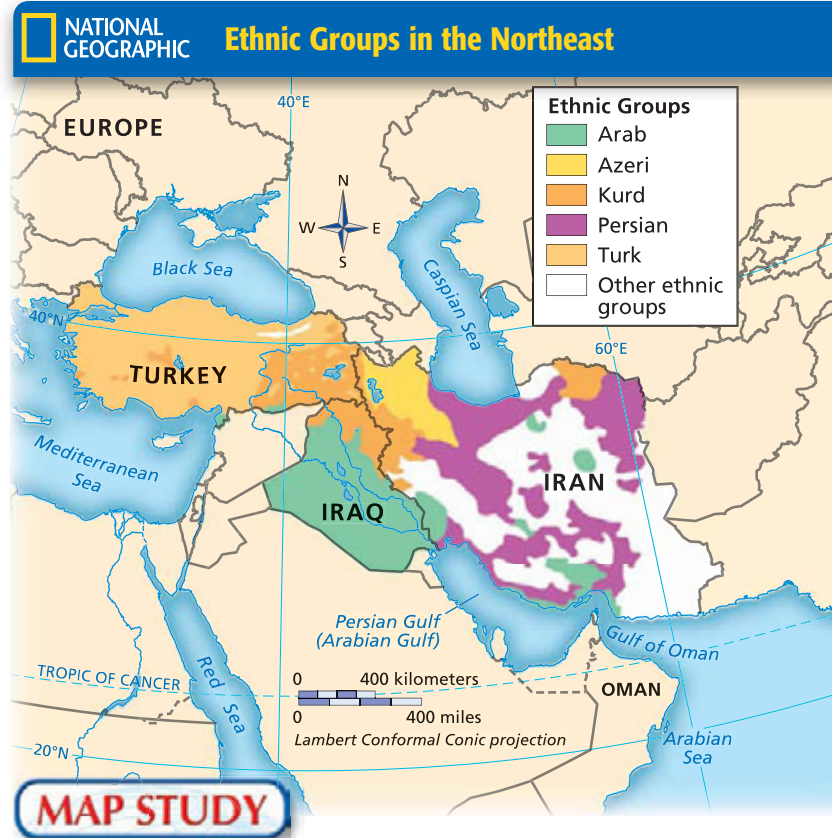 NATIONAL
GEOGRAPHIC
Ethnic Groups in the Northeast
40°E
EUROPE
Ethnic Groups
Arab
Azeri
Kurd
Persian
Turk
Other ethnic
groups
N
W
E
S
Black Sea
Caspian Sea
40°N
60°E
TURKEY
Mediterranean
Sea
IRAN
IRAQ
Persian Gulf
(Arabian Gulf)
Gulf of Oman
Red Sea
TROPIC OF CANCER
0
400 kilometers
0
400 miles
Lambert Conformal Conic projection
OMAN
Arabian
Sea
20°N
MAP STUDY